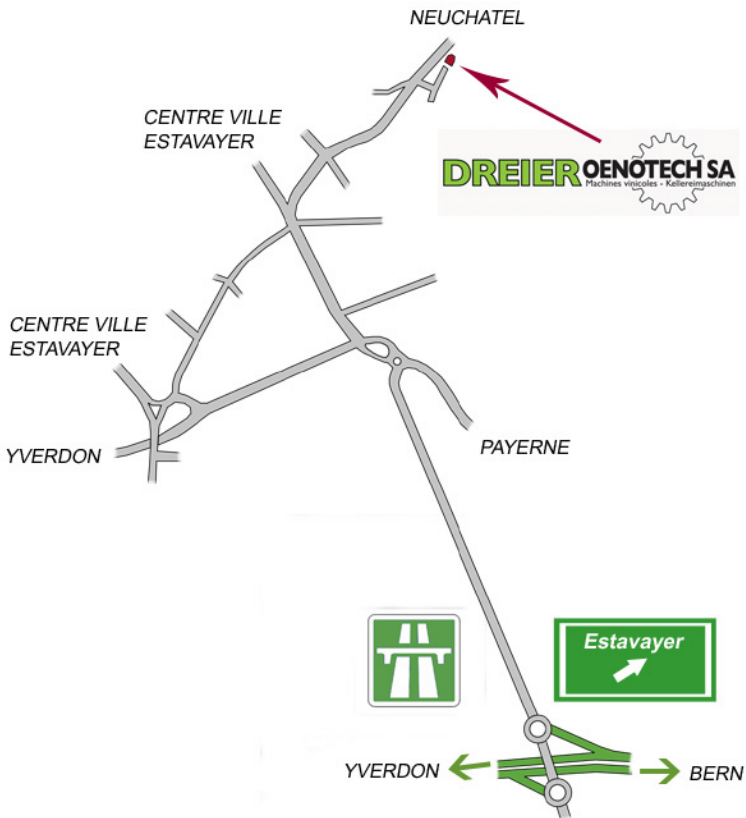 NEUCHATEL
CENTRE VILLE
ESTAVAYER
DREIER OENOTECH SA
Machines vinicoles - Kellereimaschinen
CENTRE VILLE
ESTAVAYER
YVERDON
PAYERNE
Estavayer
YVERDON
BERN